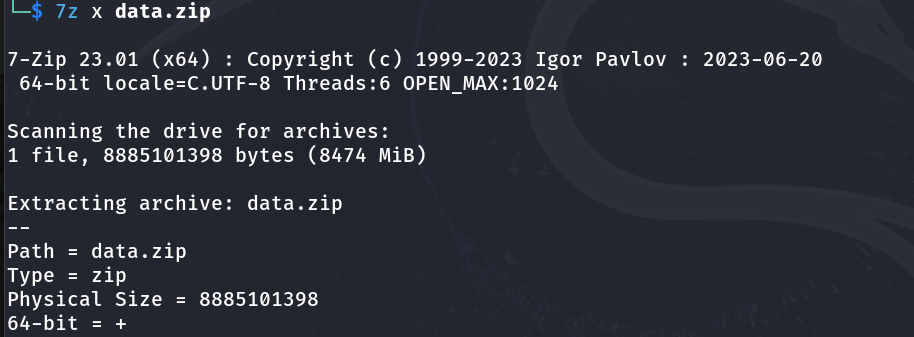 └─$ 7z x data.zip
7-Zip 23.01 (x64) : Copyright (c) 1999-2023 Igor Pavlov : 2023-06-20
 64-bit locale=C.UTF-8 Threads:6 OPEN_MAX:1024
Scanning the drive for archives:
1 file, 8885101398 bytes (8474 MiB)
Extracting archive: data.zip
--
Path = data.zip
Type = zip
Physical Size = 8885101398
64-bit = +